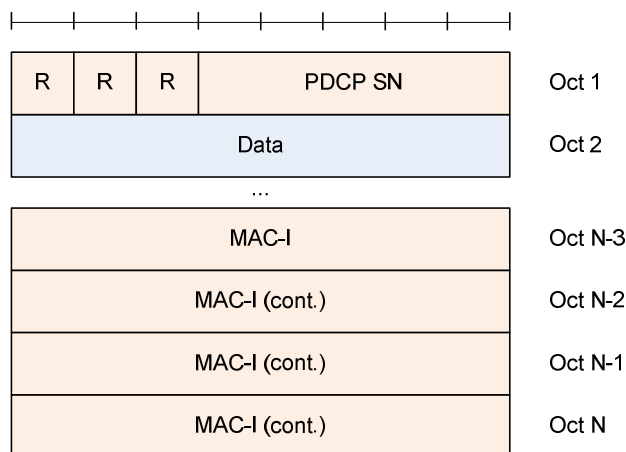 R R R PDCP SN Oct 1
Data Oct 2
...
MAC-I Oct N-3
MAC-I (cont.) Oct N-2
MAC-I (cont.) Oct N-1
MAC-I (cont.) Oct N